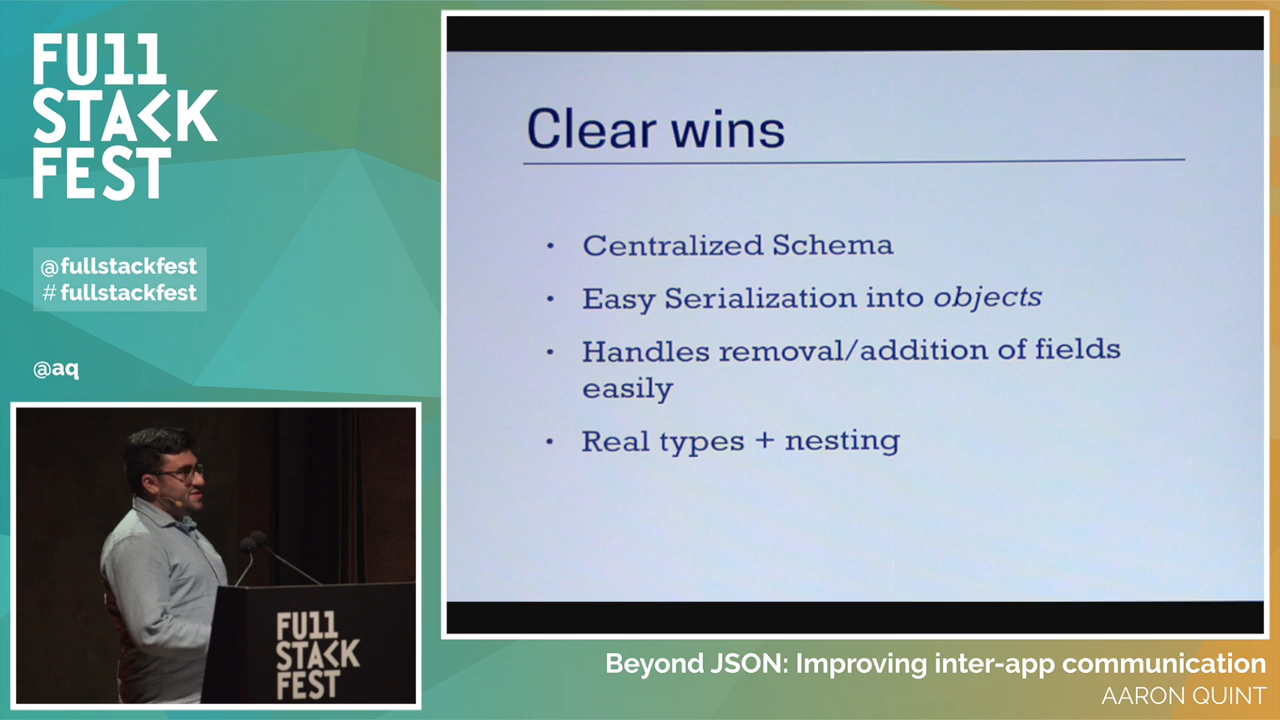 FU11
STACK
FEST
@fullstackfest
# fullstackfest
@aq
Clear wins
• Centralized Schema
• Easy Serialization into objects
• Handles removal/addition of fields
easily
• Real types + nesting
FU11
STACK
FEST
Beyond JSON: Improving inter-app communication
AARON QUINT